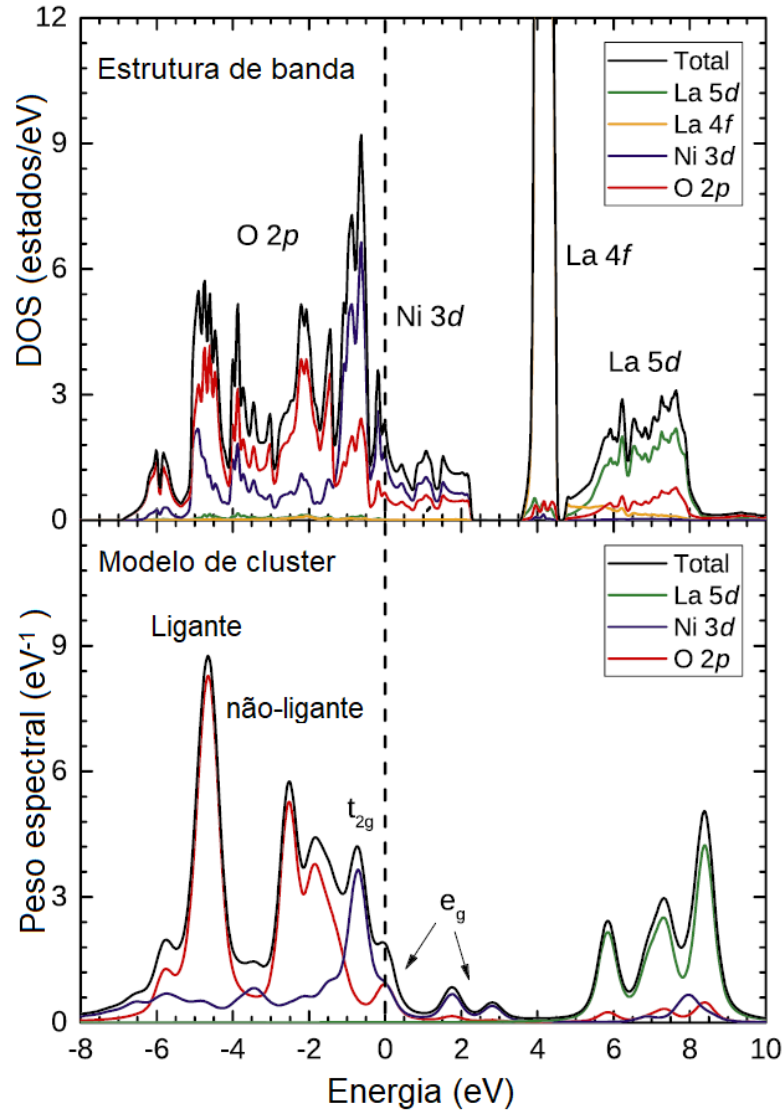 12
9
6
3
0
DOS (estados/eV)
Estrutura de banda
O 2p
Ni 3d
La 4f
La 5d
Total
La 5d
La 4f
Ni 3d
O 2p
9
6
3
0
Peso espectral (eV-1)
Modelo de cluster
Ligante
não-ligante
t2g
eg
Total
La 5d
Ni 3d
O 2p
-8 -6 -4 -2 0 2 4 6 8 10
Energia (eV)